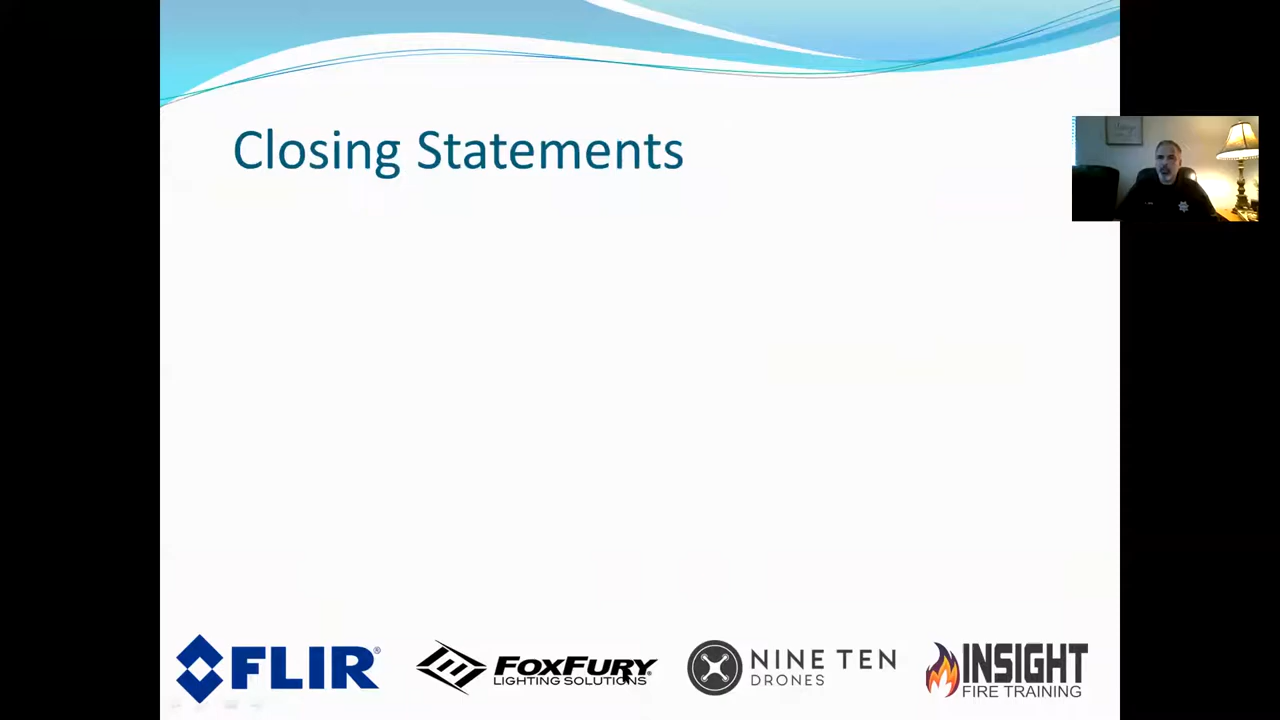 Closing Statements
FLIR®
FOXFURY
LIGHTING SOLUTIONS
NINE TEN
DRONES
INSIGHT
FIRE TRAINING